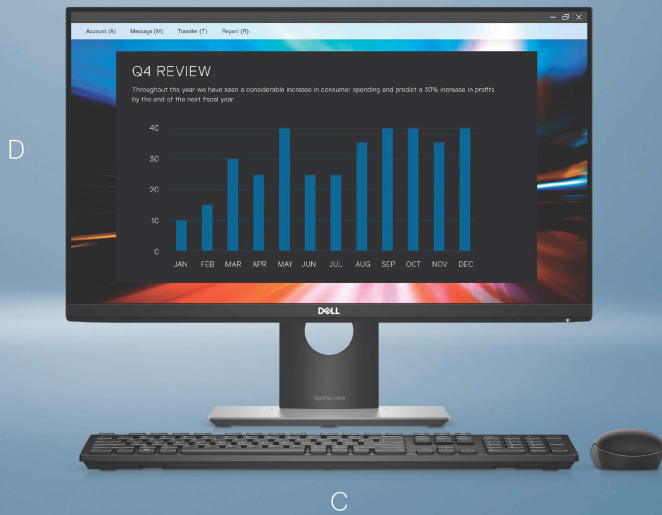 Account (A) Message (M) Transfer (T) Report (R)
Q4 REVIEW
Throughout the year we have seen a considerable increase in consumer spending and predict a 30% increase in profits
by the end of the next fiscal year.
40
30
20
10
0
JAN FEB MAR APR MAY JUN JUL AUG SEP OCT NOV DEC
D
DELL
OptiPlex Ultra
C